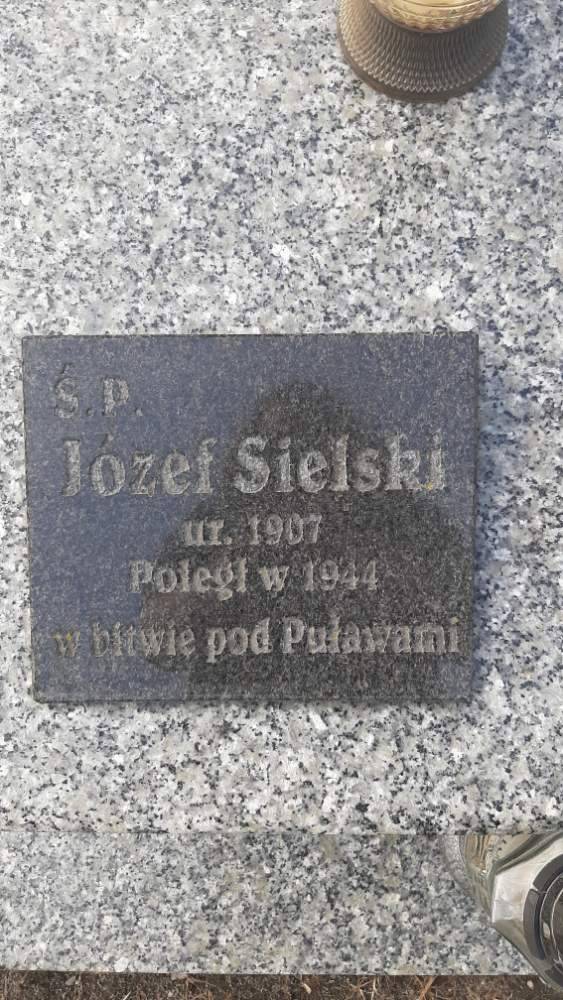 Ś.P.
Józef Sielski
ur. 1907
Poległ w 1944
w bitwie pod Puławami